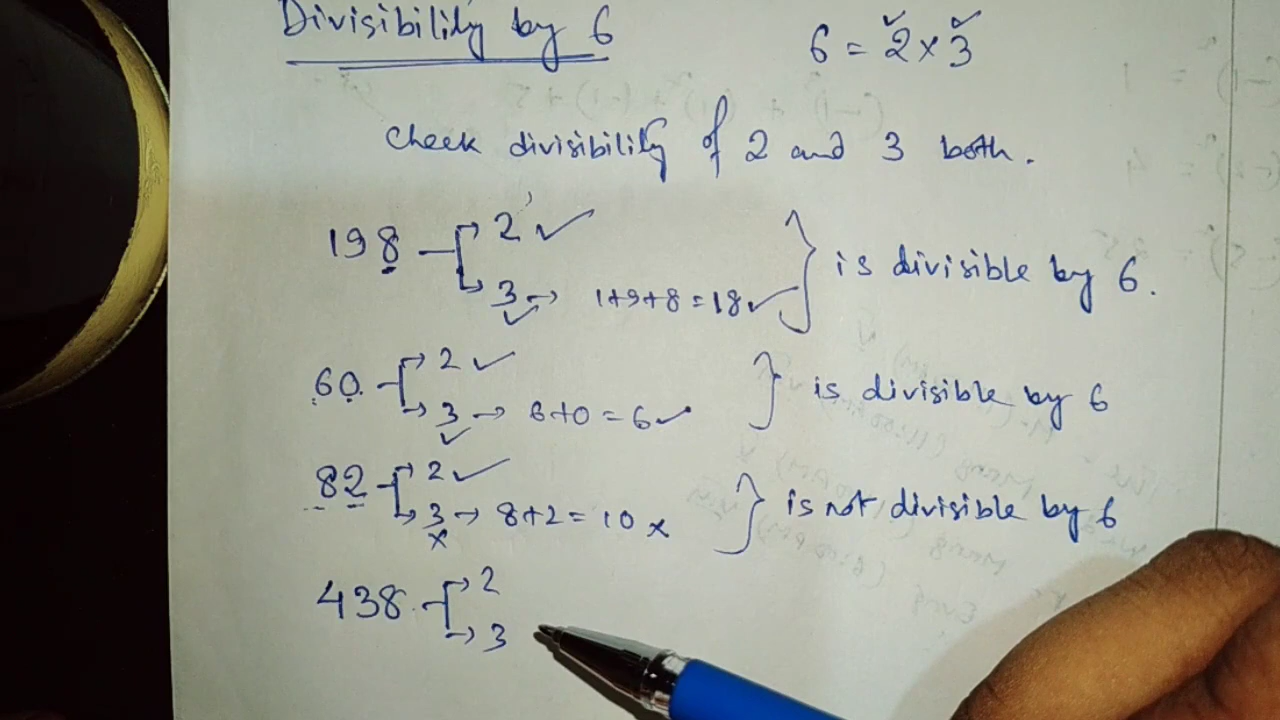 Divisibility by 6
6 = 2 × 3
Check divisibility of 2 and 3 both.
198 → 2 ✓
→ 3 → 1+9+8 = 18 ✓ } is divisible by 6.
60 → 2 ✓
→ 3 → 6+0 = 6 ✓ } is divisible by 6
82 → 2 ✓
→ 3 → 8+2 = 10 × } is not divisible by 6
438 → 2
→ 3